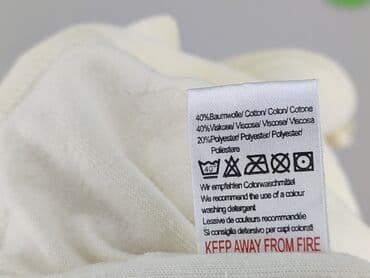 40%Baumwolle/ Cotton/ Coton/ Cotone
40%Viskose/ Viscose/ Viscose/ Viscosa
20%Polyester/ Polyester/ Polyester/
Poliestere
40°
Wir empfehlen Colorwaschmittel
We recommend the use of a colour
washing detergent
Lessive de couleurs recommandée
Si consiglia detersivo per capi colorati
KEEP AWAY FROM FIRE